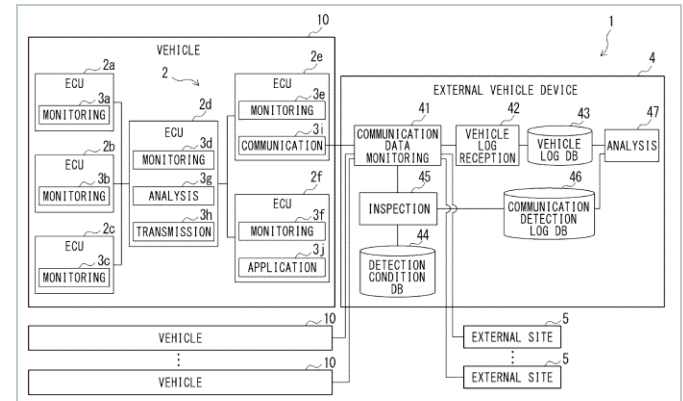 10
1
VEHICLE
4
2a
ECU
3a
MONITORING
2
2e
ECU
3e
MONITORING
3i
COMMUNICATION
EXTERNAL VEHICLE DEVICE
2d
ECU
3d
MONITORING
3g
ANALYSIS
3h
TRANSMISSION
41
COMMUNICATION
DATA
MONITORING
42
VEHICLE
LOG
RECEPTION
43
VEHICLE
LOG DB
47
ANALYSIS
2b
ECU
3b
MONITORING
2f
ECU
3f
MONITORING
3j
APPLICATION
45
INSPECTION
46
COMMUNICATION
DETECTION
LOG DB
2c
ECU
3c
MONITORING
44
DETECTION
CONDITION
DB
10
VEHICLE
5
EXTERNAL SITE
10
VEHICLE
5
EXTERNAL SITE